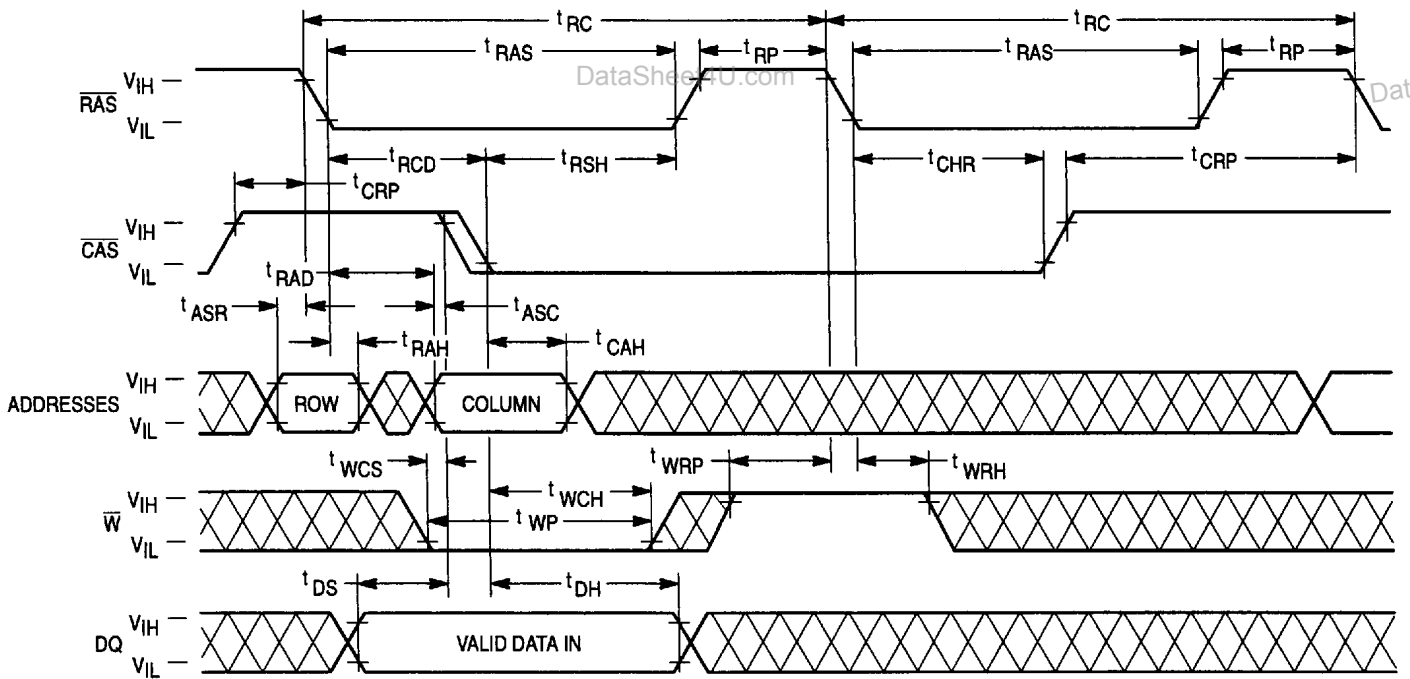 tRC tRC
tRAS tRP tRAS tRP
DataSheet4U.com
Dat
RAS VIH
VIL
tRCD tRSH tCHR tCRP
tCRP
CAS VIH
VIL
tRAD
tASR tASC
tRAH tCAH
ADDRESSES VIH
VIL
ROW COLUMN
tWCS tWRP tWRH
tWCH
W VIH
VIL
tWP
tDS tDH
DQ VIH
VIL
VALID DATA IN